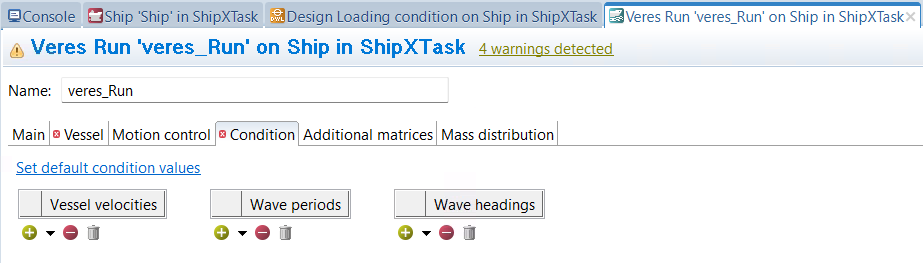 Console Ship 'Ship' in ShipXTask Design Loading condition on Ship in ShipXTask Veres Run 'veres_Run' on Ship in ShipXTask
Veres Run 'veres_Run' on Ship in ShipXTask 4 warnings detected
Name: veres_Run
Main Vessel Motion control Condition Additional matrices Mass distribution
Set default condition values
Vessel velocities Wave periods Wave headings